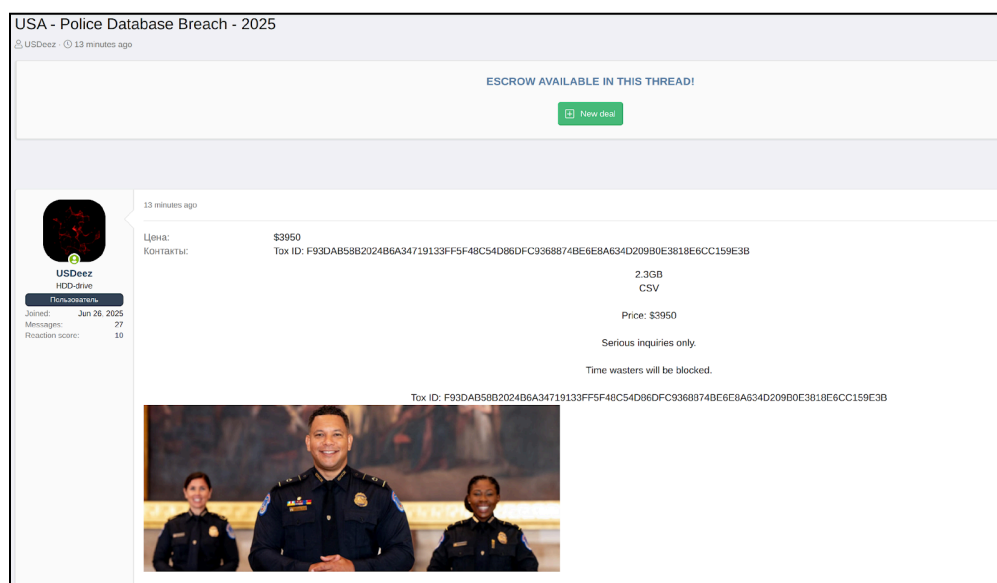 USA - Police Database Breach - 2025
USDeez · 13 minutes ago
ESCROW AVAILABLE IN THIS THREAD!
New deal
13 minutes ago
Цена: $3950
Контакты: Tox ID: F93DAB58B2024B6A34719133FF5F48C54D86DFC9368874BE6E8A634D209B0E3818E6CC159E3B
USDeez
HDD-drive
Пользователь
Joined: Jun 26, 2025
Messages: 27
Reaction score: 10
2.3GB
CSV
Price: $3950
Serious inquiries only.
Time wasters will be blocked.
Tox ID: F93DAB58B2024B6A34719133FF5F48C54D86DFC9368874BE6E8A634D209B0E3818E6CC159E3B